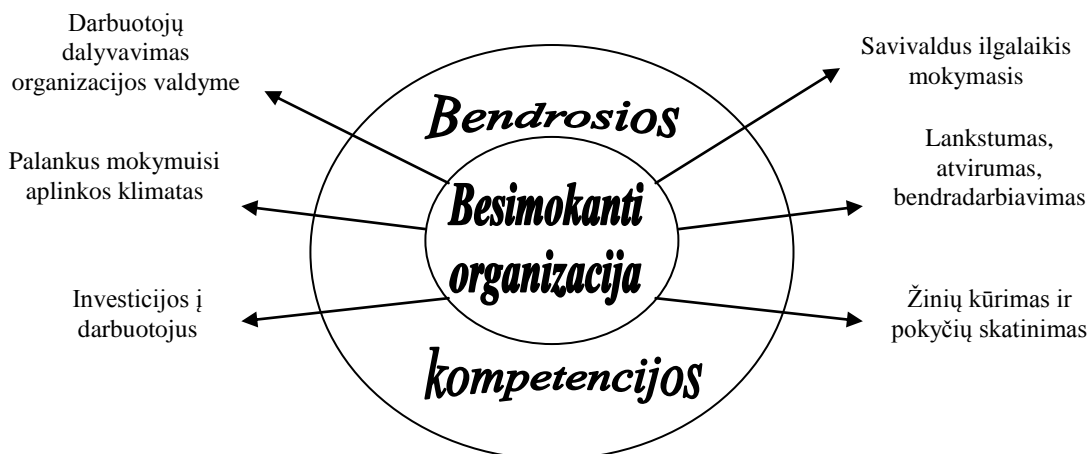 Darbuotojų
dalyvavimas
organizacijos valdyme
Palankus mokymuisi
aplinkos klimatas
Investicijos į
darbuotojus
Bendrosios
Besimokanti
organizacija
kompetencijos
Savivaldus ilgalaikis
mokymasis
Lankstumas,
atvirumas,
bendradarbiavimas
Žinių kūrimas ir
pokyčių skatinimas